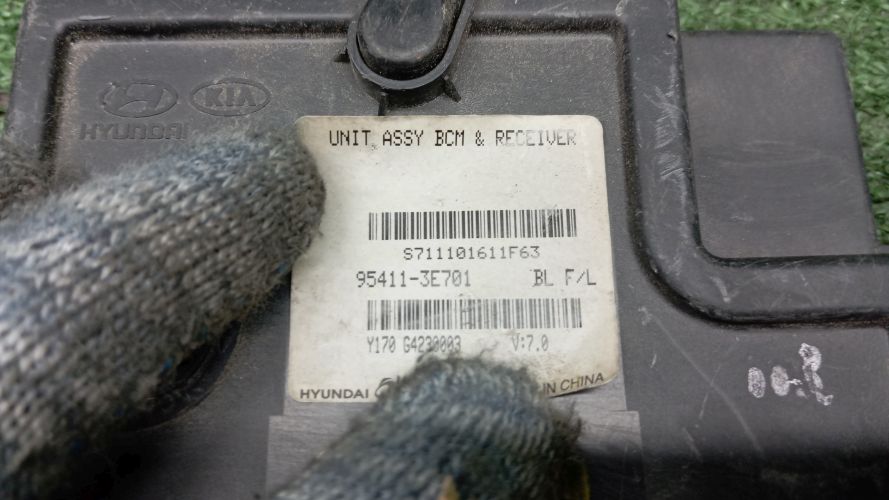 HYUNDAI KIA
UNIT ASSY BCM & RECEIVER
S711101611F63
95411-3E701 BL F/L
Y170 G4230003 V:7.0
HYUNDAI
IN CHINA